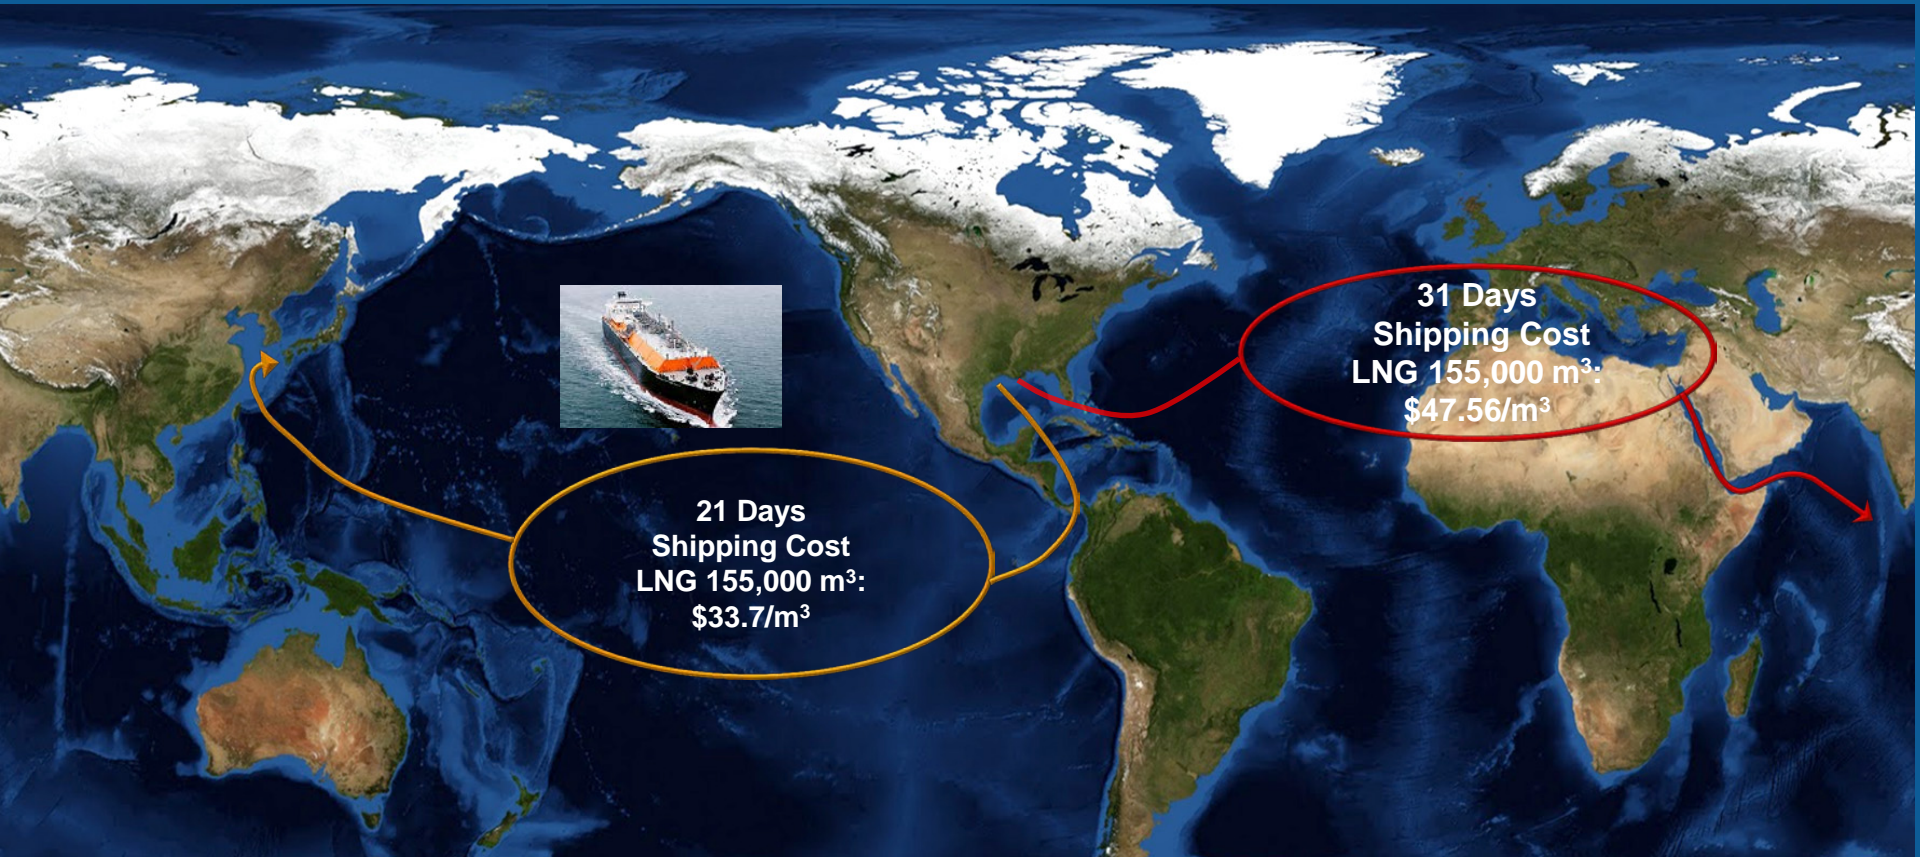 31 Days
Shipping Cost
LNG 155,000 m³:
$47.56/m³
21 Days
Shipping Cost
LNG 155,000 m³:
$33.7/m³